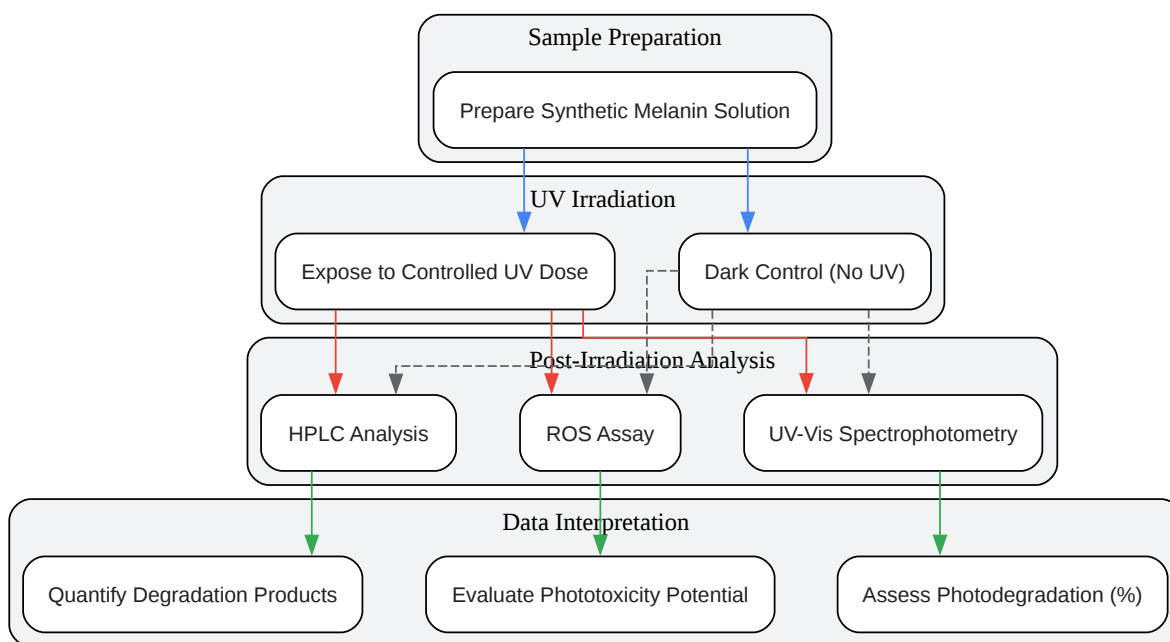 Sample Preparation
Prepare Synthetic Melanin Solution
UV Irradiation
Expose to Controlled UV Dose
Dark Control (No UV)
Post-Irradiation Analysis
HPLC Analysis
ROS Assay
UV-Vis Spectrophotometry
Data Interpretation
Quantify Degradation Products
Evaluate Phototoxicity Potential
Assess Photodegradation (%)